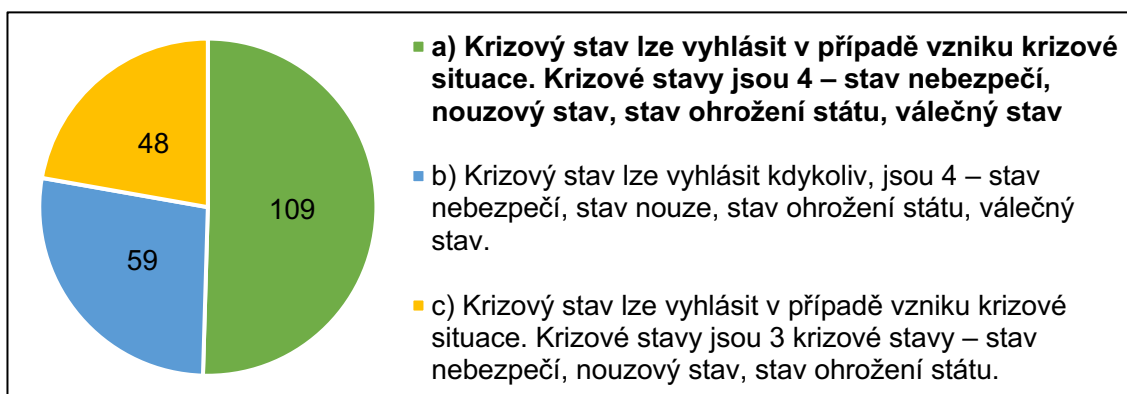 a) Krizový stav lze vyhlásit v případě vzniku krizové
situace. Krizové stavy jsou 4 – stav nebezpečí,
nouzový stav, stav ohrožení státu, válečný stav
48
109
b) Krizový stav lze vyhlásit kdykoliv, jsou 4 – stav
nebezpečí, stav nouze, stav ohrožení státu, válečný
stav.
59
c) Krizový stav lze vyhlásit v případě vzniku krizové
situace. Krizové stavy jsou 3 krizové stavy – stav
nebezpečí, nouzový stav, stav ohrožení státu.